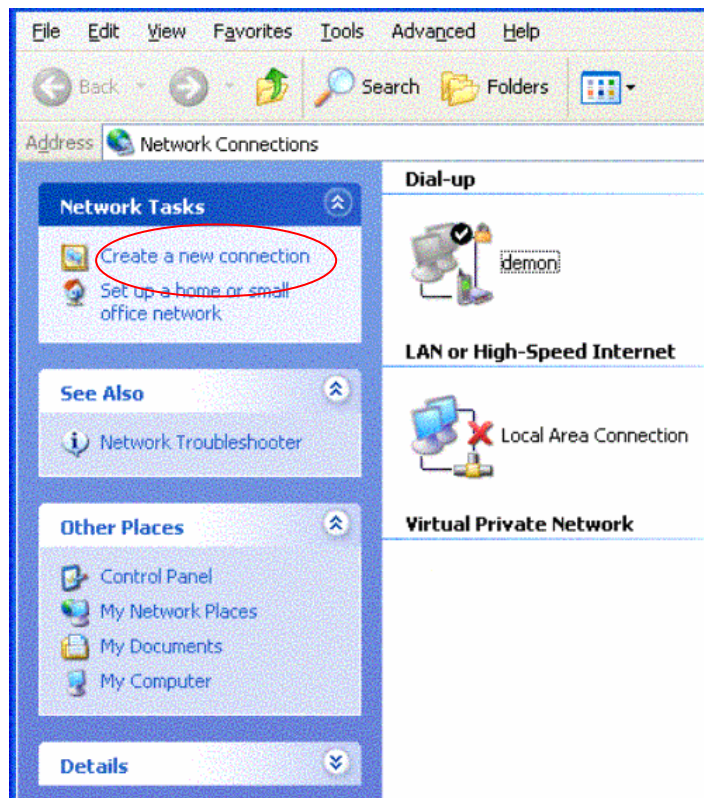 File Edit View Favorites Tools Advanced Help
Back Search Folders
Address Network Connections
Network Tasks
Create a new connection
Set up a home or small
office network
See Also
Network Troubleshooter
Other Places
Control Panel
My Network Places
My Documents
My Computer
Details
Dial-up
demon
LAN or High-Speed Internet
Local Area Connection
Virtual Private Network